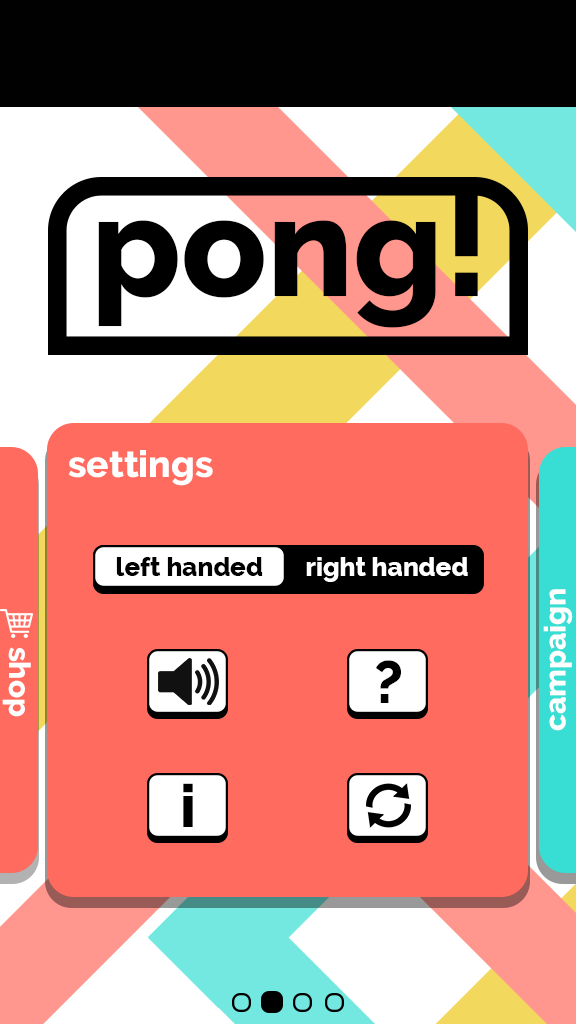 pong!
settings
left handed
right handed
?
i
shop
campaign